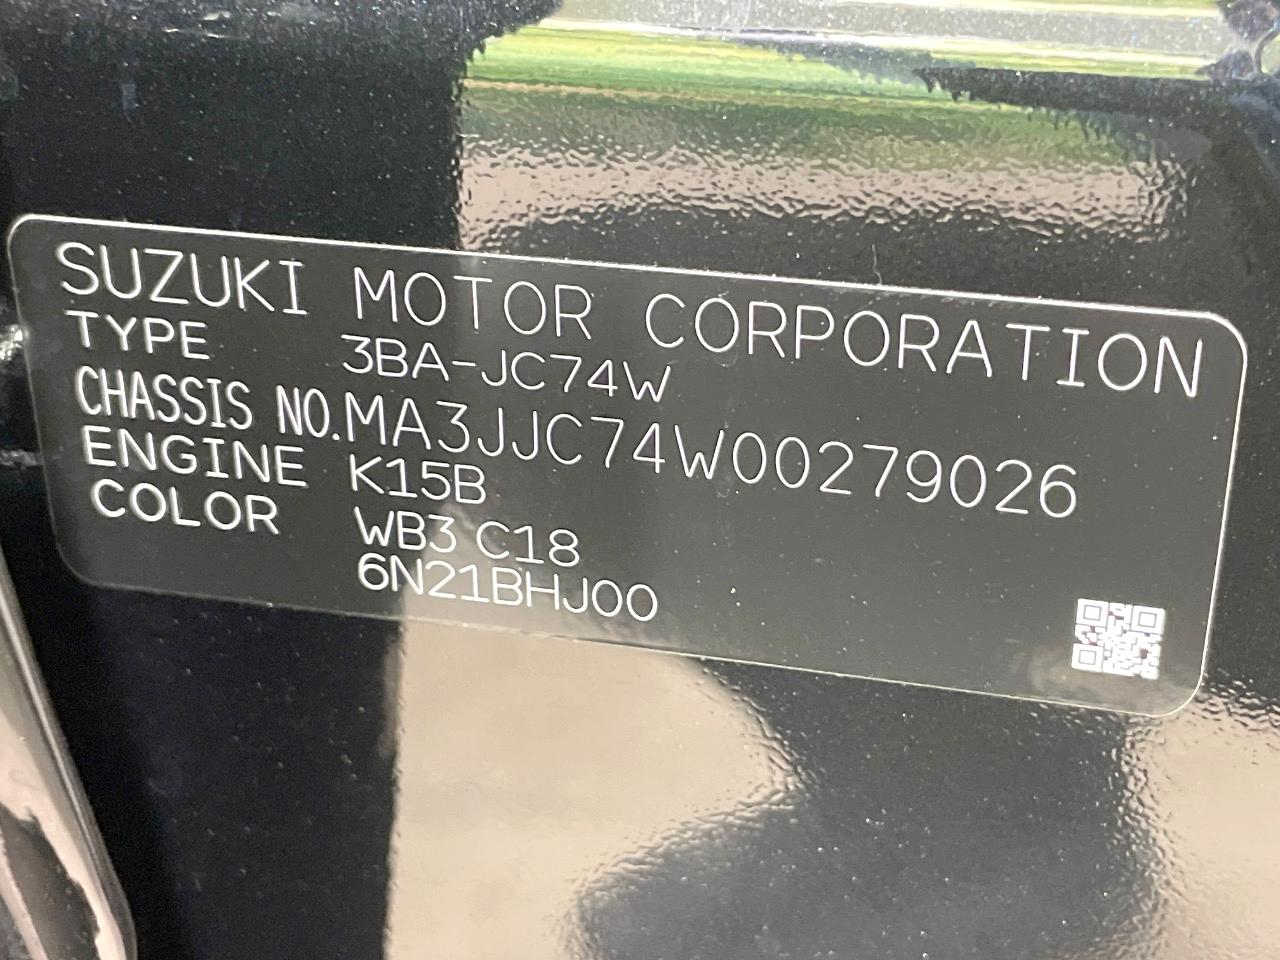 SUZUKI MOTOR CORPORATION
TYPE 3BA-JC74W
CHASSIS NO.MA3JJC74W00279026
ENGINE K15B
COLOR WB3 C18
6N21BHJ00